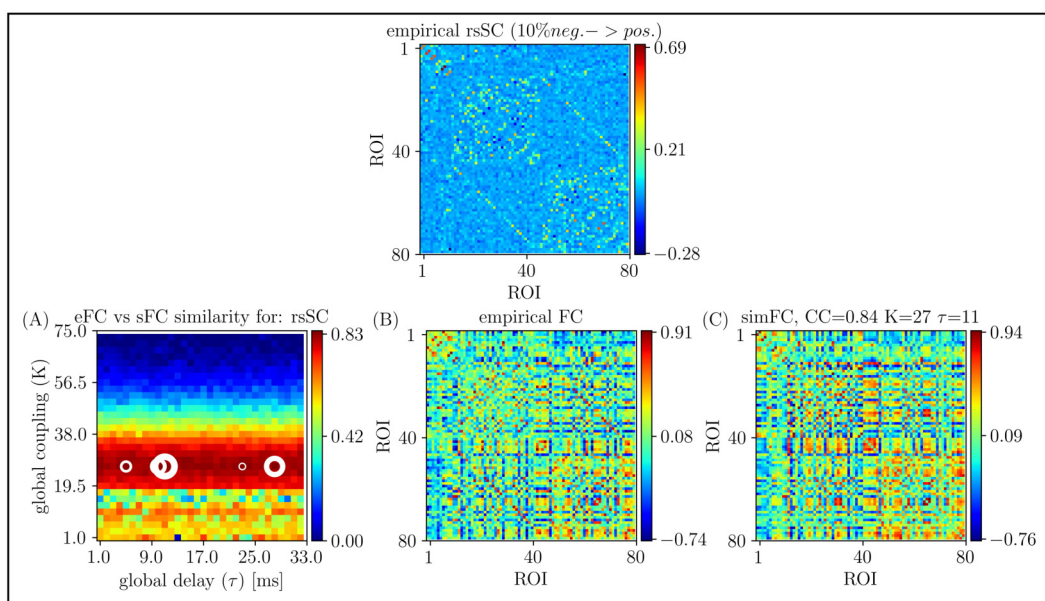 empirical rsSC (10%neg.− > pos.)
1
40
80
ROI
1
40
80
ROI
0.69
0.21
−0.28
(A)
eFC vs sFC similarity for: rsSC
75.0
56.5
38.0
19.5
1.0
global coupling (K)
1.0 9.0 17.0 25.0 33.0
global delay (τ) [ms]
0.83
0.42
0.00
(B)
empirical FC
1
40
80
ROI
1 40 80
ROI
0.91
0.08
−0.74
(C)
simFC, CC=0.84 K=27 τ=11
1
40
80
ROI
1 40 80
ROI
0.94
0.09
−0.76